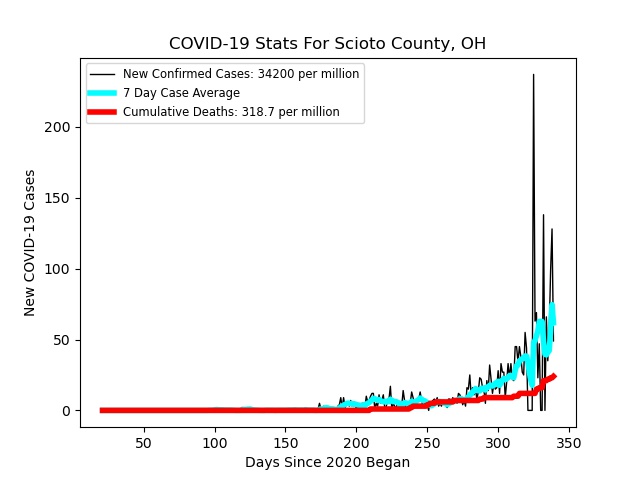 COVID-19 Stats For Scioto County, OH
New Confirmed Cases: 34200 per million
7 Day Case Average
Cumulative Deaths: 318.7 per million
New COVID-19 Cases
200
150
100
50
0
50 100 150 200 250 300 350
Days Since 2020 Began